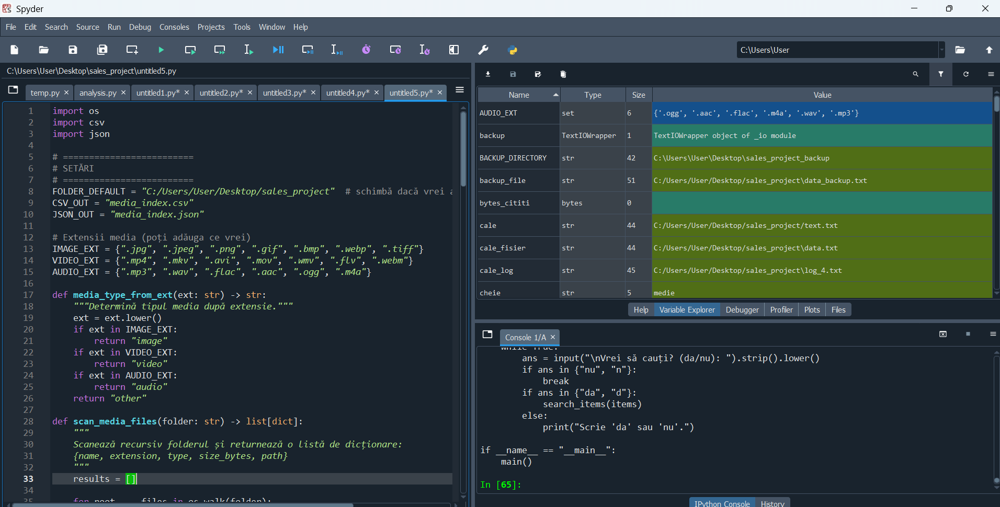 Spyder
File Edit Search Source Run Debug Consoles Projects Tools Window Help
C:\Users\User
C:\Users\User\Desktop\sales_project\untitled5.py
temp.py analysis.py untitled1.py* untitled2.py* untitled3.py* untitled4.py* untitled5.py*
1 import os
2 import csv
3 import json
4
5 # =========================
6 # SETĂRI
7 # =========================
8 FOLDER_DEFAULT = "C:/Users/User/Desktop/sales_project"  # schimbă dacă vrei
9 CSV_OUT = "media_index.csv"
10 JSON_OUT = "media_index.json"
11
12 # Extensii media (poți adăuga ce vrei)
13 IMAGE_EXT = {".jpg", ".jpeg", ".png", ".gif", ".bmp", ".webp", ".tiff"}
14 VIDEO_EXT = {".mp4", ".mkv", ".avi", ".mov", ".wmv", ".flv", ".webm"}
15 AUDIO_EXT = {".mp3", ".wav", ".flac", ".aac", ".ogg", ".m4a"}
16
17 def media_type_from_ext(ext: str) -> str:
18     """Determină tipul media după extensie."""
19     ext = ext.lower()
20     if ext in IMAGE_EXT:
21         return "image"
22     if ext in VIDEO_EXT:
23         return "video"
24     if ext in AUDIO_EXT:
25         return "audio"
26     return "other"
27
28 def scan_media_files(folder: str) -> list[dict]:
29     """
30     Scanează recursiv folderul și returnează o listă de dicționare:
31     {name, extension, type, size_bytes, path}
32     """
33     results = []
34
35     for root, files in os.walk(folder):
Name Type Size Value
AUDIO_EXT set 6 {'.ogg', '.aac', '.flac', '.m4a', '.wav', '.mp3'}
backup TextIOWrapper 1 TextIOWrapper object of _io module
BACKUP_DIRECTORY str 42 C:\Users\User\Desktop\sales_project_backup
backup_file str 51 C:/Users/User/Desktop/sales_project\data_backup.txt
bytes_cititi bytes 0
cale str 44 C:/Users/User/Desktop/sales_project/text.txt
cale_fisier str 44 C:/Users/User/Desktop/sales_project\data.txt
cale_log str 45 C:/Users/User/Desktop/sales_project\log_4.txt
cheie str 5 medie
Help Variable Explorer Debugger Profiler Plots Files
Console 1/A
while True:
ans = input("\nVrei să cauți? (da/nu): ").strip().lower()
if ans in {"nu", "n"}:
break
if ans in {"da", "d"}:
search_items(items)
else:
print("Scrie 'da' sau 'nu'.")
if __name__ == "__main__":
main()
In [65]:
IPython Console History